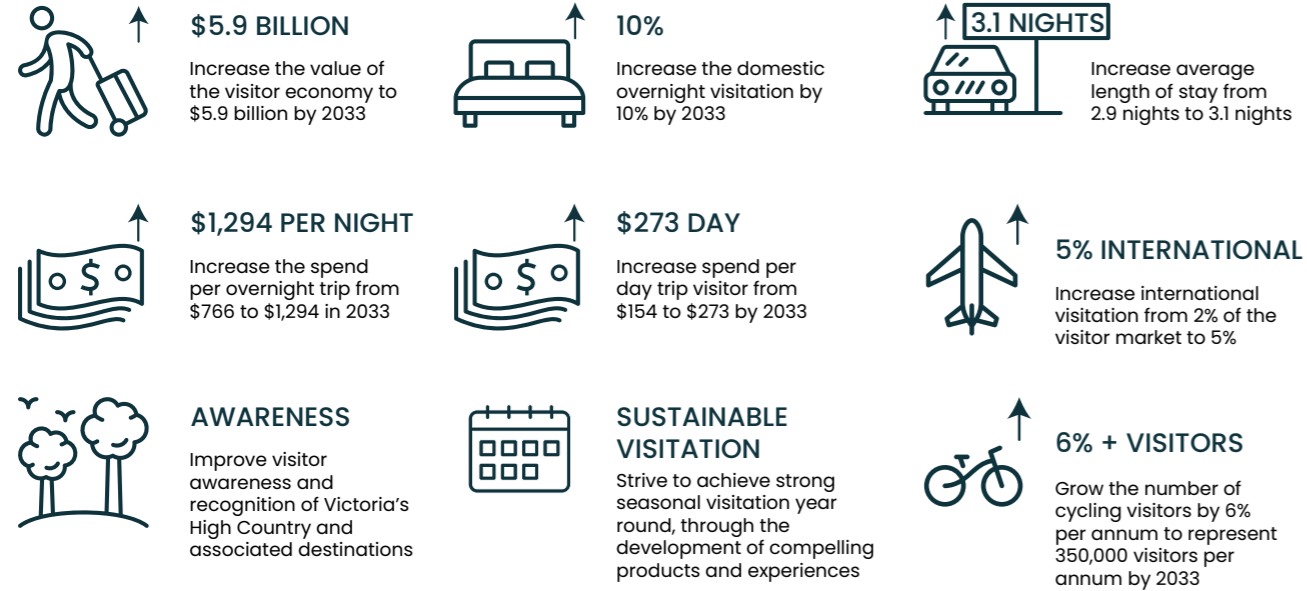 $5.9 BILLION
Increase the value of
the visitor economy to
$5.9 billion by 2033
10%
Increase the domestic
overnight visitation by
10% by 2033
3.1 NIGHTS
Increase average
length of stay from
2.9 nights to 3.1 nights
$1,294 PER NIGHT
Increase the spend
per overnight trip from
$766 to $1,294 in 2033
$
$273 DAY
Increase spend per
day trip visitor from
$154 to $273 by 2033
$
5% INTERNATIONAL
Increase international
visitation from 2% of the
visitor market to 5%
AWARENESS
Improve visitor
awareness and
recognition of Victoria’s
High Country and
associated destinations
SUSTAINABLE
VISITATION
Strive to achieve strong
seasonal visitation year
round, through the
development of compelling
products and experiences
6% + VISITORS
Grow the number of
cycling visitors by 6%
per annum to represent
350,000 visitors per
annum by 2033